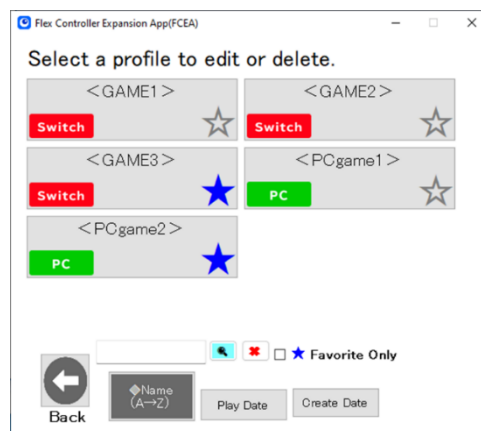 Flex Controller Expansion App(FCEA)
Select a profile to edit or delete.
<GAME1>
Switch
<GAME2>
Switch
<GAME3>
Switch
<PCgame1>
PC
<PCgame2>
PC
Favorite Only
Back
◆Name
(A→Z)
Play Date
Create Date